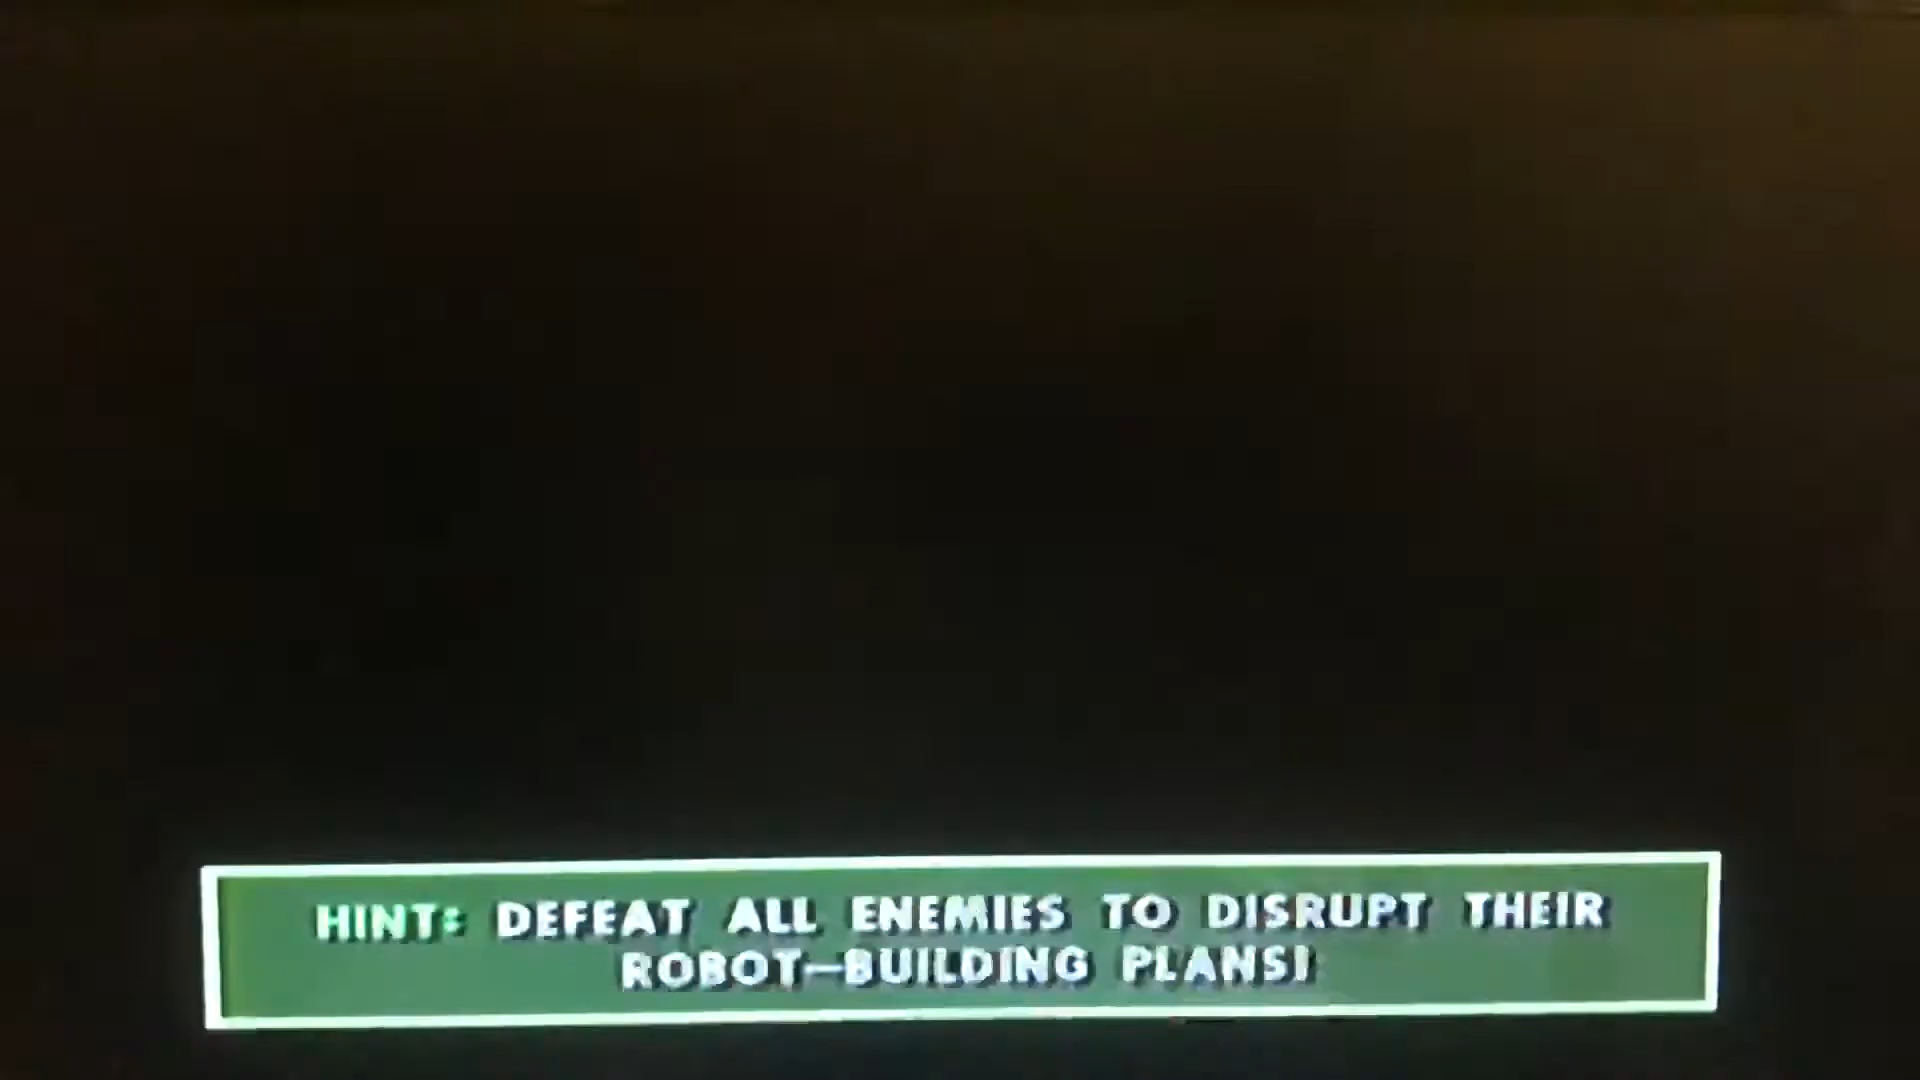 HINT: DEFEAT ALL ENEMIES TO DISRUPT THEIR
ROBOT-BUILDING PLANS!